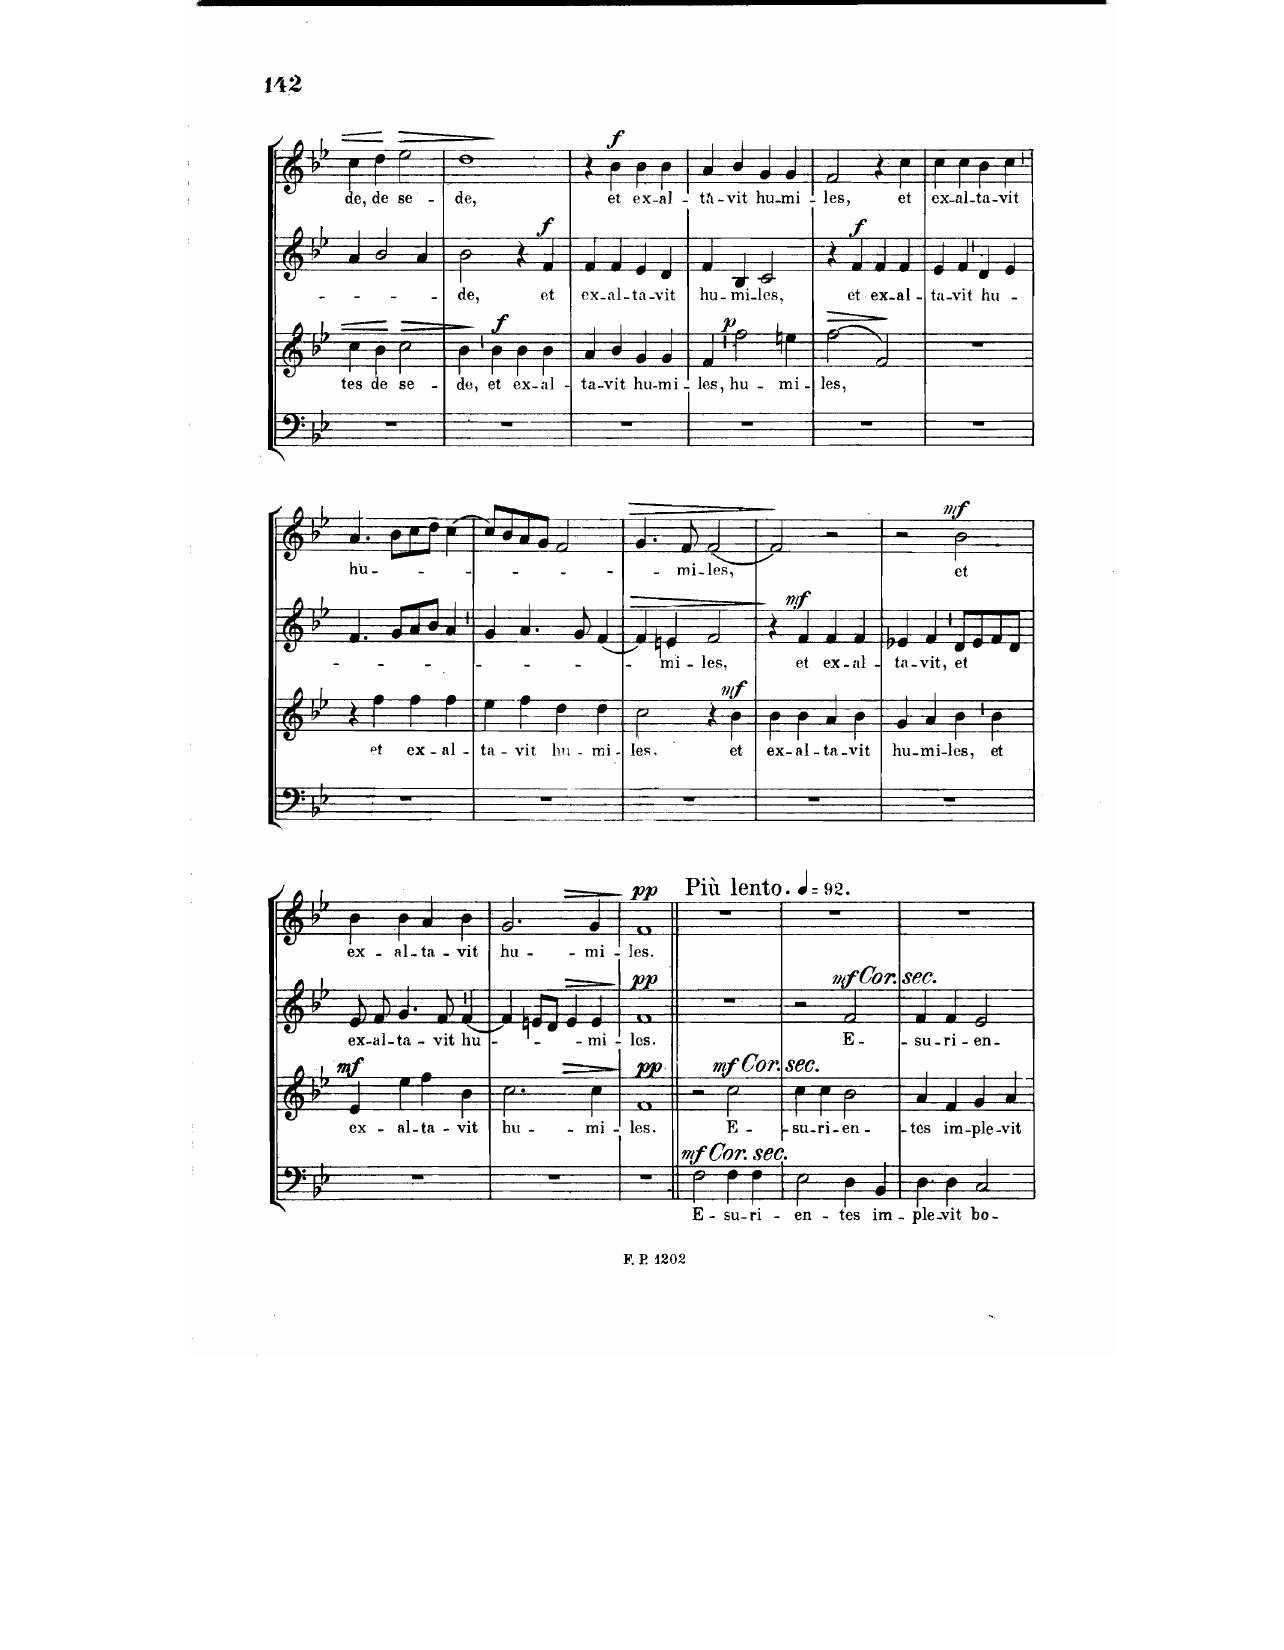 142
f
de, de se - de, et ex-al - ta-vit hu-mi - les, et ex-al-ta-vit
f f
- - - - de, et ex-al-ta-vit hu-mi-les, et ex-al - ta-vit hu -
f p
tes de se - de, et ex-al - ta-vit hu-mi - les, hu - mi - les,
mf
hu - - - - - - - - mi-les, et
mf
- - - - - - - - - mi - les, et ex-al - ta-vit, et
mf
et ex - al - ta - vit hu - mi - les. et ex-al-ta-vit hu-mi-les, et
pp Più lento. ♩= 92.
ex - al-ta-vit hu - - mi - les.
pp mf Cor. sec.
ex-al-ta - vit hu - - - - mi - les. E - - su-ri-en-
mf pp mf Cor. sec.
ex - al-ta-vit hu - - mi - les. E - - su-ri-en - - tes im-ple-vit
mf Cor. sec.
E - su-ri - en - tes im - ple-vit bo-
F. P. 1202